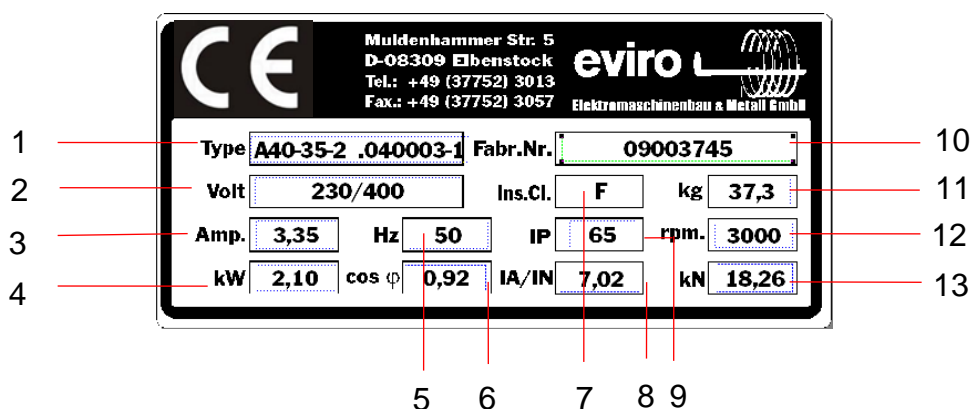 CE
Muldenhammer Str. 5
D-08309 Eibenstock
Tel.: +49 (37752) 3013
Fax.: +49 (37752) 3057
eviro
Elektromaschinenbau & Metall GmbH
1 Type A40-35-2 .040003-1 Fabr.Nr. 09003745 10
2 Volt 230/400 Ins.Cl. F kg 37,3 11
3 Amp. 3,35 Hz 50 IP 65 rpm. 3000 12
4 kW 2,10 cos φ 0,92 IA/IN 7,02 kN 18,26 13
5 6 7 8 9